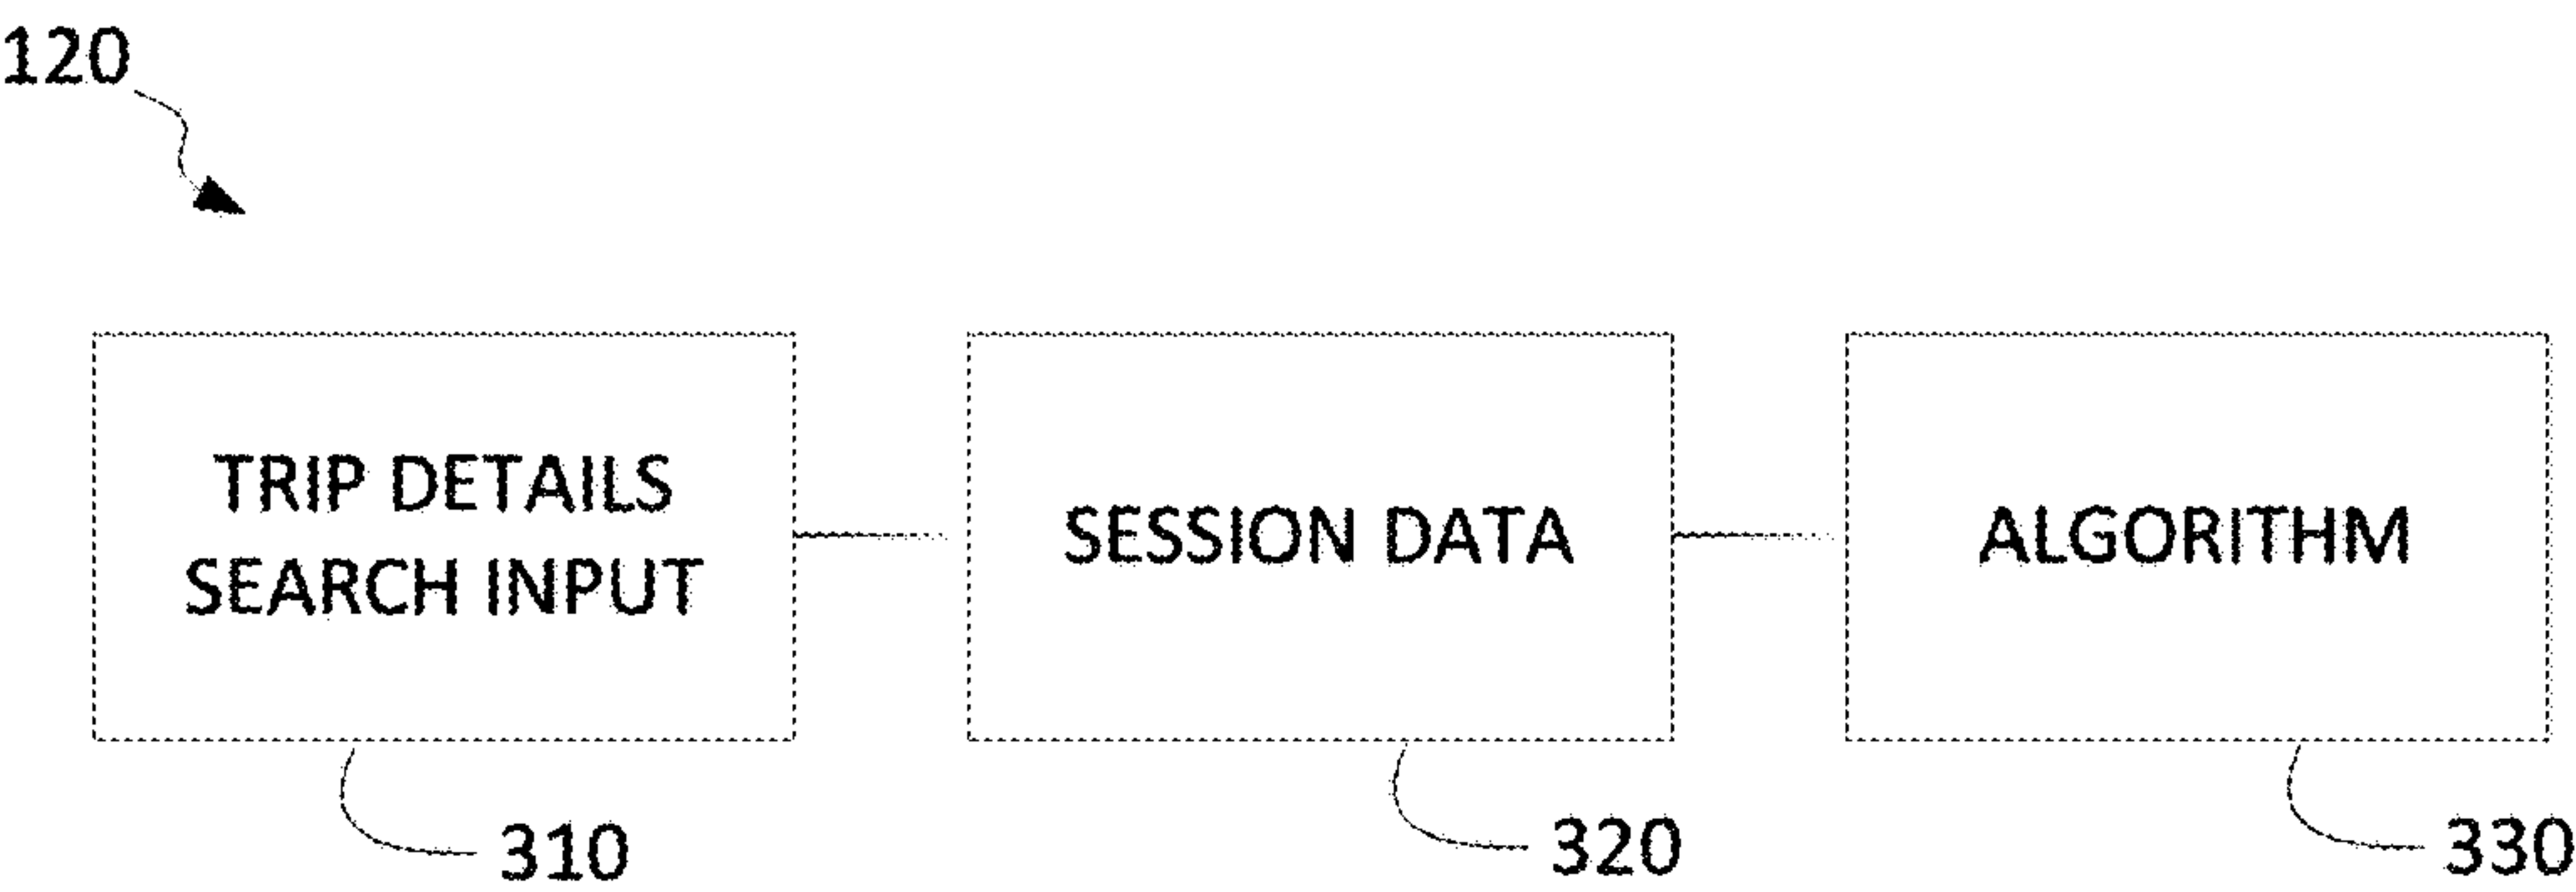 120
TRIP DETAILS
SEARCH INPUT
SESSION DATA
ALGORITHM
310
320
330